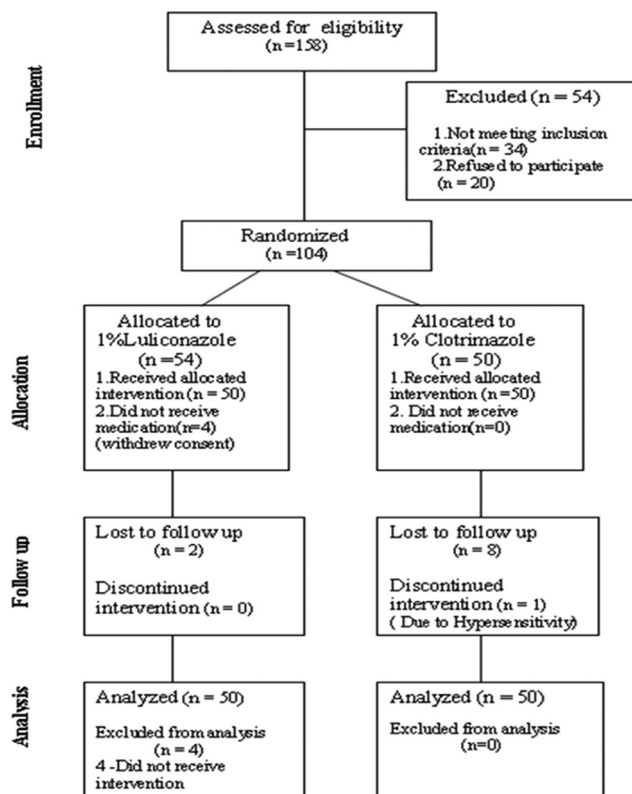 Assessed for eligibility
(n =158)
Enrollment
Excluded (n = 54)
1.Not meeting inclusion
criteria(n = 34)
2.Refused to participate
(n = 20)
Randomized
(n =104)
Allocation
Allocated to
1%Luliconazole
(n =54)
1.Received allocated
intervention (n = 50)
2.Did not receive
medication(n=4)
(withdrew consent)
Allocated to
1% Clotrimazole
(n = 50)
1.Received allocated
intervention (n =50)
2. Did not receive
medication(n=0)
Follow up
Lost to follow up
(n = 2)
Discontinued
intervention (n = 0)
Lost to follow up
(n = 8)
Discontinued
intervention (n = 1)
( Due to Hypersensitivity)
Analysis
Analyzed (n = 50)
Excluded from analysis
(n = 4)
4 -Did not receive
intervention
Analyzed (n = 50)
Excluded from analysis
(n=0)